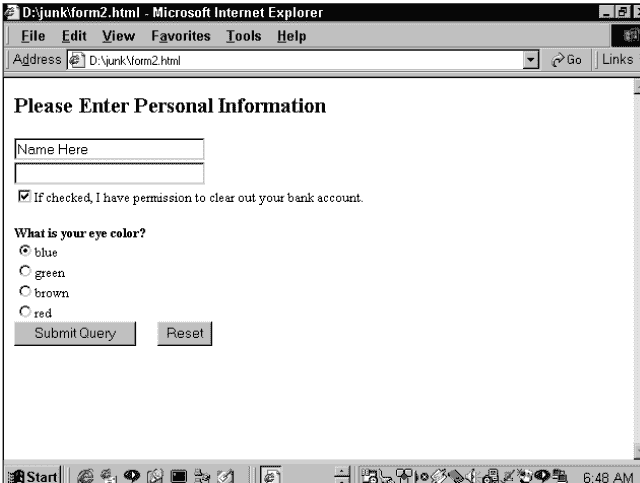 D:\junk\form2.html - Microsoft Internet Explorer
File Edit View Favorites Tools Help
Address D:\junk\form2.html Go Links
Please Enter Personal Information
Name Here
If checked, I have permission to clear out your bank account.
What is your eye color?
blue
green
brown
red
Submit Query Reset
Start 6:48 AM